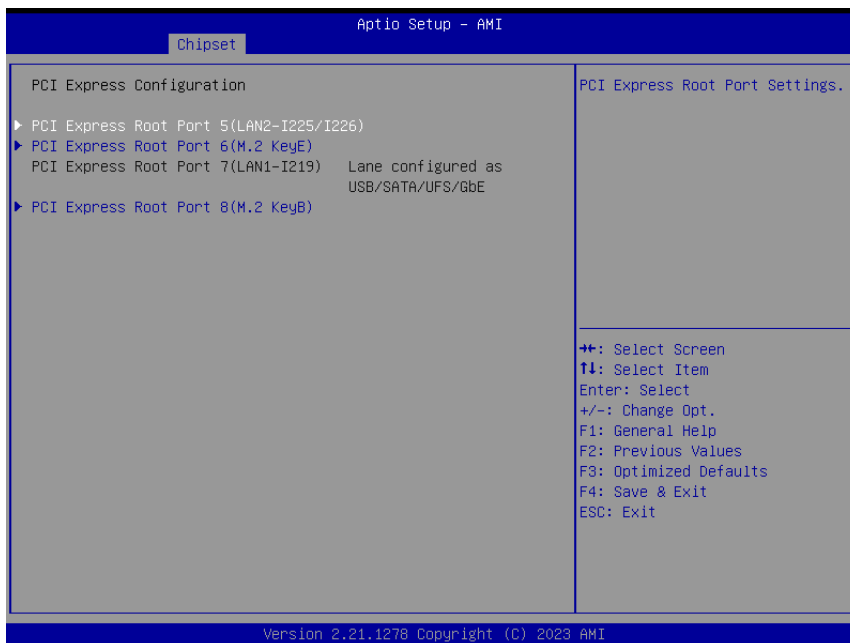 Aptio Setup – AMI
Chipset
PCI Express Configuration
PCI Express Root Port 5(LAN2-I225/I226)
PCI Express Root Port 6(M.2 KeyE)
PCI Express Root Port 7(LAN1-I219) Lane configured as
USB/SATA/UFS/GbE
PCI Express Root Port 8(M.2 KeyB)
PCI Express Root Port Settings.
→←: Select Screen
↑↓: Select Item
Enter: Select
+/-: Change Opt.
F1: General Help
F2: Previous Values
F3: Optimized Defaults
F4: Save & Exit
ESC: Exit
Version 2.21.1278 Copyright (C) 2023 AMI